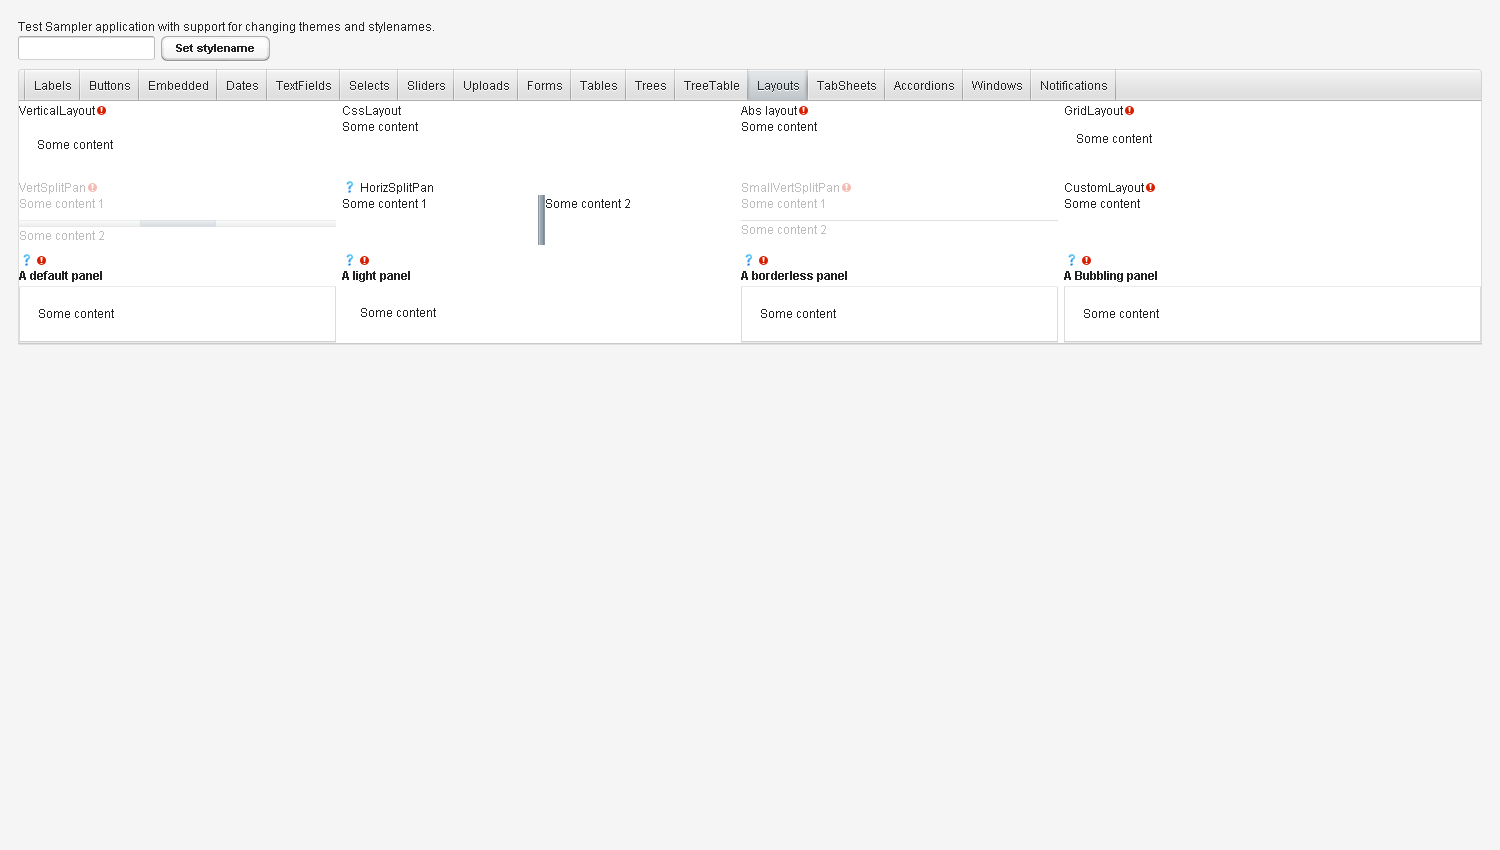 Test Sampler application with support for changing themes and stylenames.
Set stylename
Labels Buttons Embedded Dates TextFields Selects Sliders Uploads Forms Tables Trees TreeTable Layouts TabSheets Accordions Windows Notifications
VerticalLayout CssLayout Abs layout GridLayout
Some content Some content
Some content Some content
VertSplitPan ? HorizSplitPan SmallVertSplitPan CustomLayout
Some content 1 Some content 1 Some content 2 Some content 1 Some content
Some content 2 Some content 2
? ? ? ?
A default panel A light panel A borderless panel A Bubbling panel
Some content Some content Some content Some content